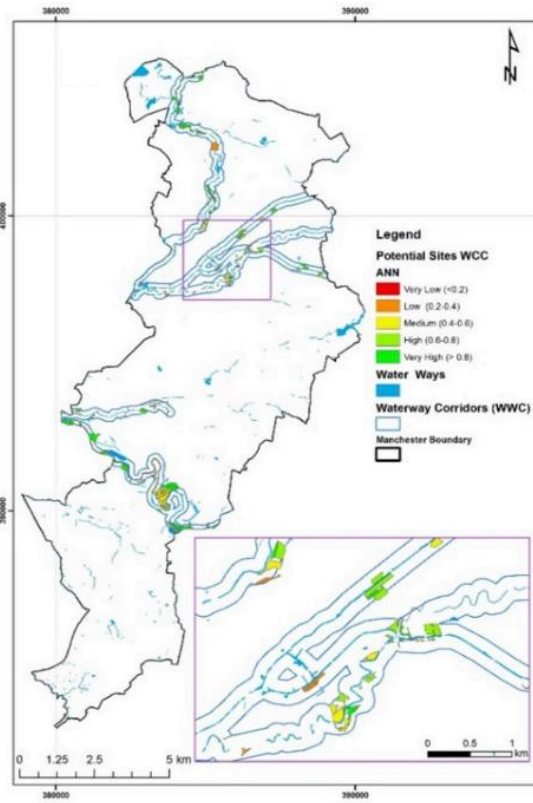 380000
390000
N
410000
400000
Legend
Potential Sites WCC
ANN
Very Low (<0.2)
Low (0.2-0.4)
Medium (0.4-0.6)
High (0.6-0.8)
Very High (> 0.8)
Water Ways
Waterway Corridors (WWC)
Manchester Boundary
390000
0 1.25 2.5 5 km
0 0.5 1 km
380000
390000